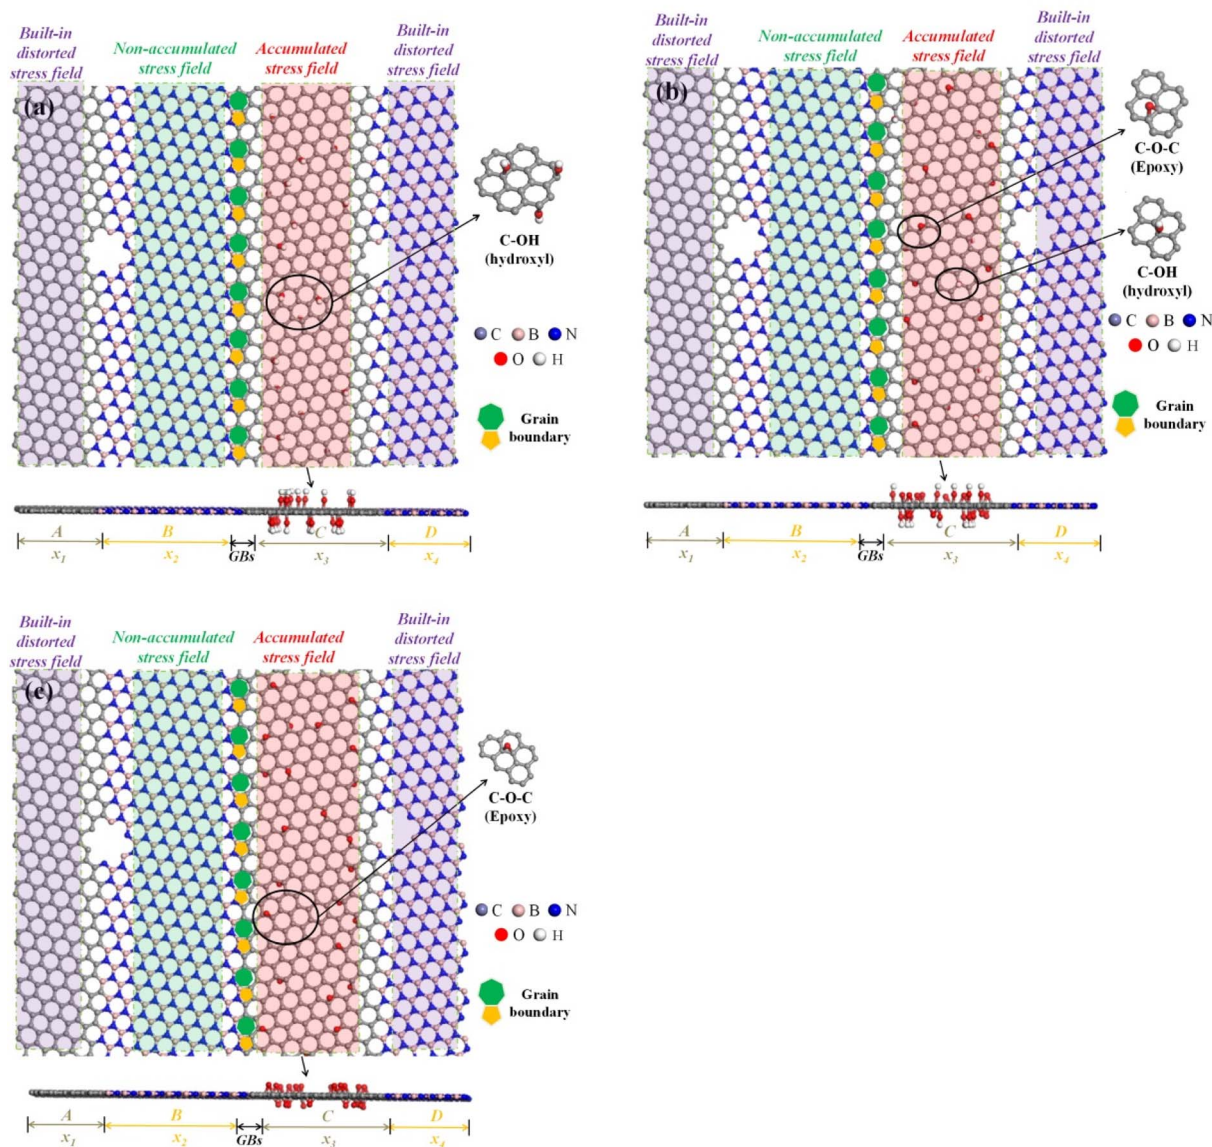 Built-in
distorted
stress field
Non-accumulated
stress field
Accumulated
stress field
Built-in
distorted
stress field
(a)
C-OH
(hydroxyl)
C B N
O H
Grain
boundary
A B C D
x1 x2 GBs x3 x4
Built-in
distorted
stress field
Non-accumulated
stress field
Accumulated
stress field
Built-in
distorted
stress field
(b)
C-O-C
(Epoxy)
C-OH
(hydroxyl)
C B N
O H
Grain
boundary
A B C D
x1 x2 GBs x3 x4
Built-in
distorted
stress field
Non-accumulated
stress field
Accumulated
stress field
Built-in
distorted
stress field
(c)
C-O-C
(Epoxy)
C B N
O H
Grain
boundary
A B C D
x1 x2 GBs x3 x4